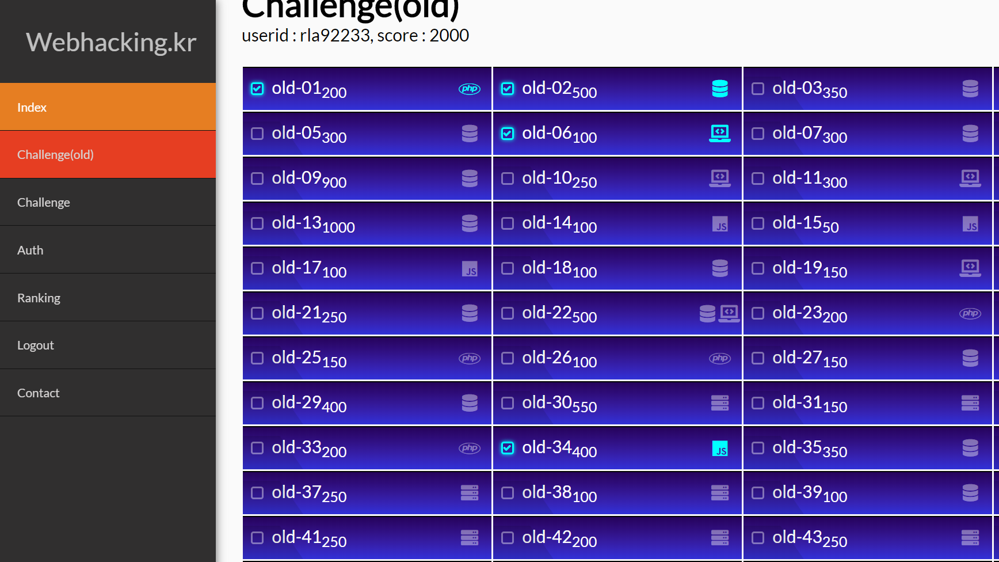 Challenge(old)
userid : rla92233, score : 2000
Webhacking.kr
Index
Challenge(old)
Challenge
Auth
Ranking
Logout
Contact
old-01200 php old-02500 old-03350
old-05300 old-06100 old-07300
old-09900 old-10250 old-11300
old-131000 old-14100 JS old-1550 JS
old-17100 JS old-18100 old-19150
old-21250 old-22500 old-23200 php
old-25150 php old-26100 php old-27150
old-29400 old-30550 old-31150
old-33200 php old-34400 JS old-35350
old-37250 old-38100 old-39100
old-41250 old-42200 old-43250